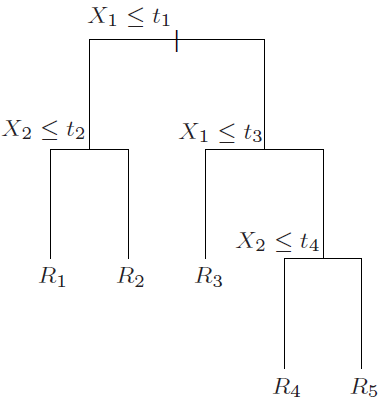 X₁ ≤ t₁
X₂ ≤ t₂
X₁ ≤ t₃
X₂ ≤ t₄
R₁
R₂
R₃
R₄
R₅